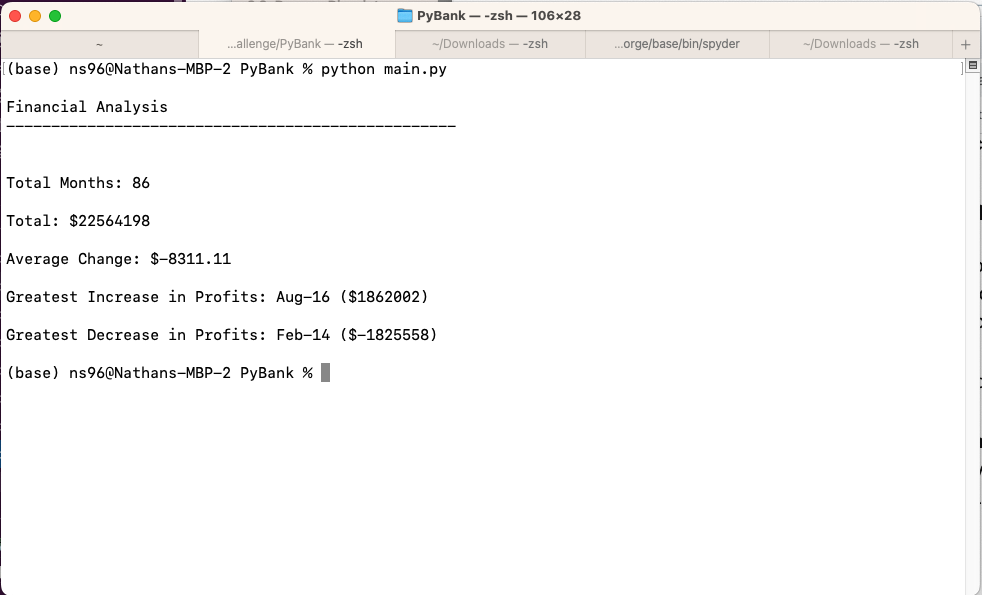 PyBank — -zsh — 106×28
~
...allenge/PyBank — -zsh
~/Downloads — -zsh
...orge/base/bin/spyder
~/Downloads — -zsh
+
(base) ns96@Nathans-MBP-2 PyBank % python main.py
Financial Analysis
--------------------------------------------------
Total Months: 86
Total: $22564198
Average Change: $-8311.11
Greatest Increase in Profits: Aug-16 ($1862002)
Greatest Decrease in Profits: Feb-14 ($-1825558)
(base) ns96@Nathans-MBP-2 PyBank %